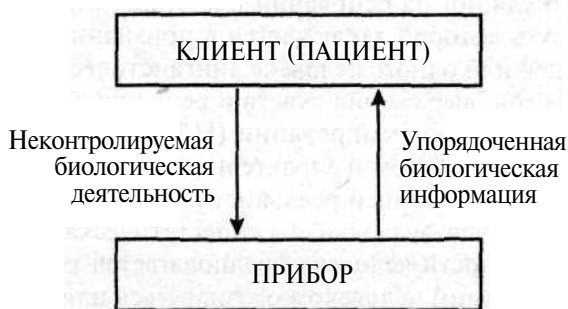 КЛИЕНТ (ПАЦИЕНТ)
Неконтролируемая
биологическая
деятельность
Упорядоченная
биологическая
информация
ПРИБОР